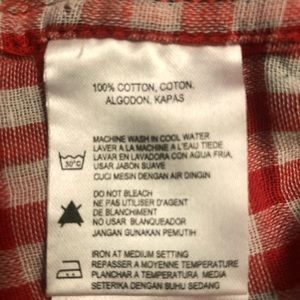 100% COTTON, COTON.
ALGODON, KAPAS
MACHINE WASH IN COOL WATER
LAVER A LA MACHINE A L'EAU TIEDE
LAVAR EN LAVADORA CON AGUA FRIA,
USAR JABON SUAVE
CUCI MESIN DENGAN AIR DINGIN
30°C
DO NOT BLEACH
NE PAS UTILISER D'AGENT
DE BLANCHIMENT
NO USAR BLANQUEADOR
JANGAN GUNAKAN PEMUTIH
IRON AT MEDIUM SETTING
REPASSER A MOYENNE TEMPERATURE
PLANCHAR A TEMPERATURA MEDIA
SETERIKA DENGAN SUHU SEDANG